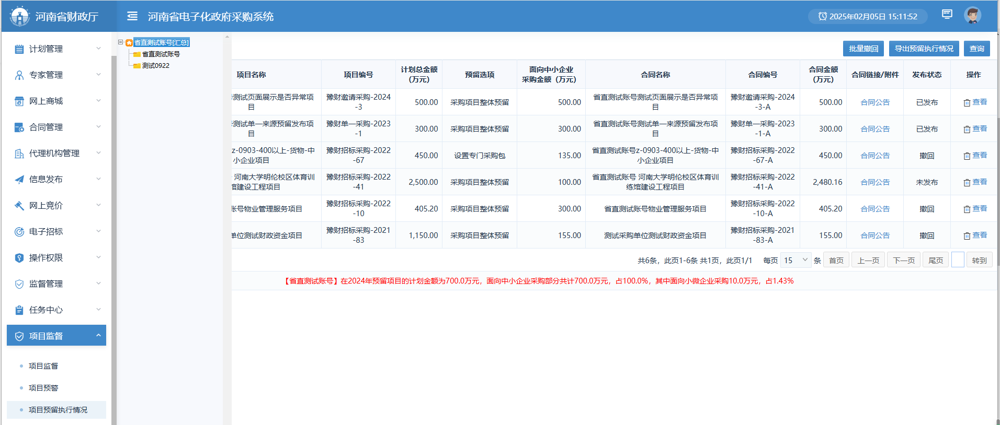 河南省财政厅
河南省电子化政府采购系统
2025年02月05日 15:11:52
计划管理
专家管理
网上商城
合同管理
代理机构管理
信息发布
网上竞价
电子招标
操作权限
监督管理
任务中心
项目监督
项目监督
项目预警
项目预留执行情况
省直测试账号[汇总]
省直测试账号
测试0922
批量撤回 导出预留执行情况 查询
项目名称 项目编号 计划总金额 预留选项 面向中小企业 合同名称 合同编号 合同金额 合同链接/附件 发布状态 操作
(万元) 采购金额（万元） (万元)
测试页面展示是否异常项 豫财邀请采购-2024 500.00 采购项目整体预留 500.00 省直测试账号测试页面展示是否异常项 豫财邀请采购-2024 500.00 合同公告 已发布 查看
目 -3 目 -3-A
测试单一来源预留发布项 豫财单一采购-2023 300.00 采购项目整体预留 300.00 省直测试账号测试单一来源预留发布项 豫财单一采购-2023 300.00 合同公告 已发布 查看
目 -1 目 -1-A
z-0903-400以上-货物-中 豫财招标采购-2022 450.00 设置专门采购包 135.00 省直测试账号z-0903-400以上-货物-中 豫财招标采购-2022 450.00 合同公告 撤回 查看
小企业项目 -67 小企业项目 -67-A
河南大学明伦校区体育训 豫财招标采购-2022 2,500.00 采购项目整体预留 100.00 省直测试账号 河南大学明伦校区体育训 豫财招标采购-2022 2,480.16 合同公告 未发布 查看
馆建设工程项目 -41 练馆建设工程项目 -41-A
账号物业管理服务项目 豫财招标采购-2022 405.20 采购项目整体预留 300.00 省直测试账号物业管理服务项目 豫财招标采购-2022 405.20 合同公告 撤回 查看
-10 -10-A
单位测试财政资金项目 豫财招标采购-2021 1,150.00 采购项目整体预留 155.00 测试采购单位测试财政资金项目 豫财招标采购-2021 155.00 合同公告 撤回 查看
-83 -83-A
共6条，此页1-6条 共1页，此页1/1 每页 15 条 首页 上一页 下一页 尾页 转到
【省直测试账号】在2024年预留项目的计划金额为700.0万元，面向中小企业采购部分共计700.0万元，占100.0%，其中面向小微企业采购10.0万元，占1.43%